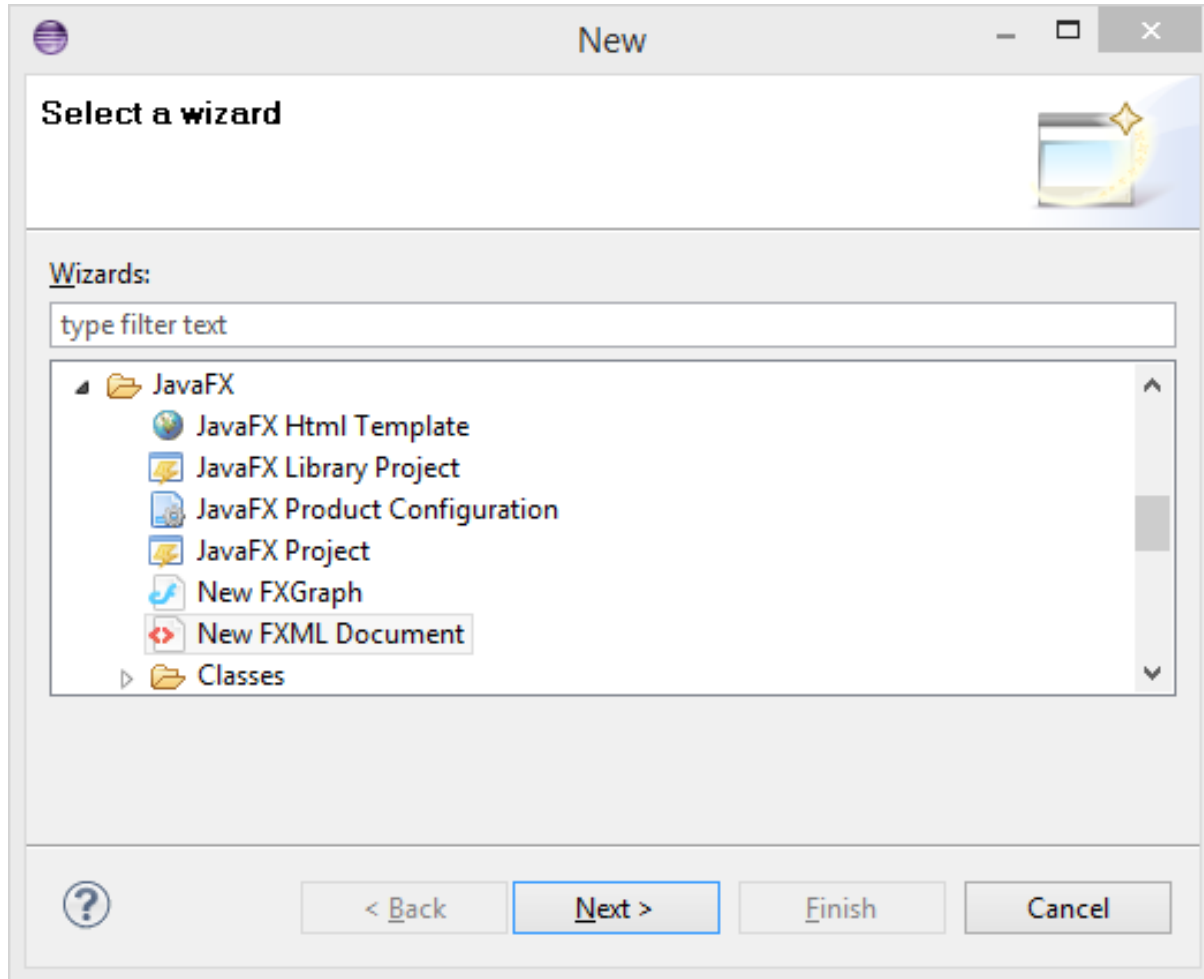 New
Select a wizard
Wizards:
type filter text
JavaFX
JavaFX Html Template
JavaFX Library Project
JavaFX Product Configuration
JavaFX Project
New FXGraph
New FXML Document
Classes
? < Back Next > Finish Cancel